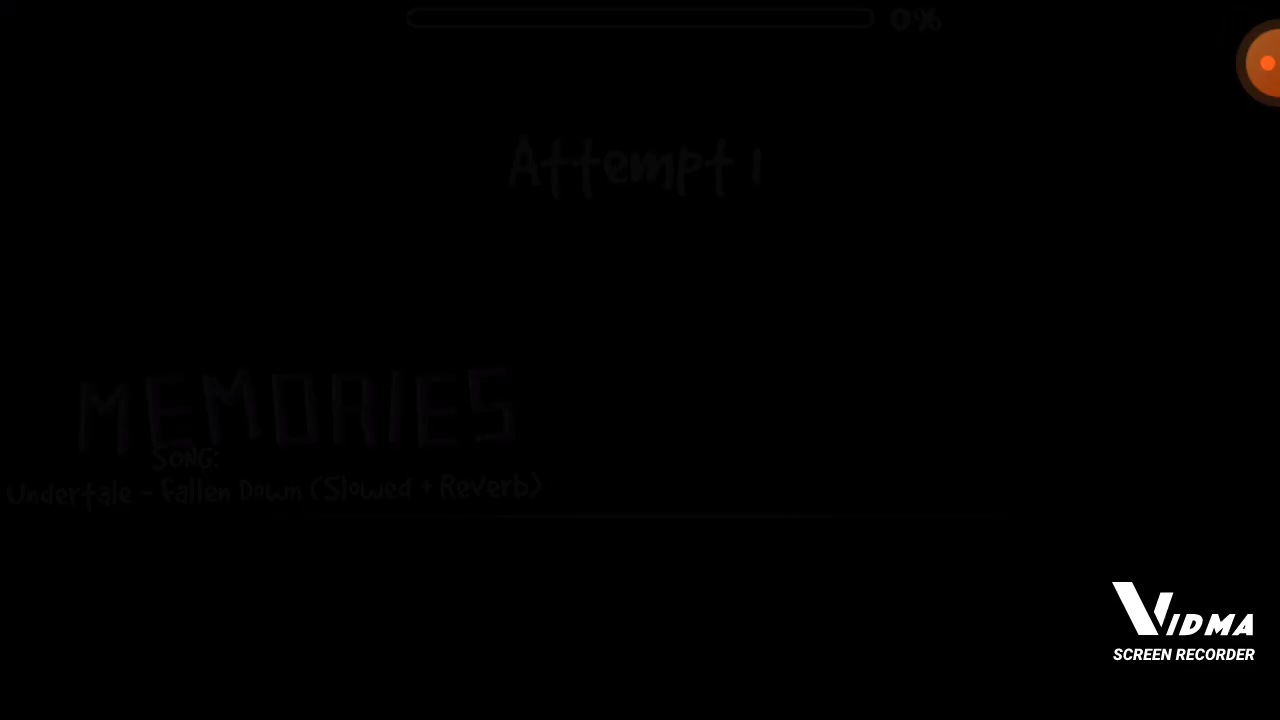 0%
Attempt 1
MEMORIES
SONG:
Undertale - Fallen Down (Slowed + Reverb)
VIDMA
SCREEN RECORDER